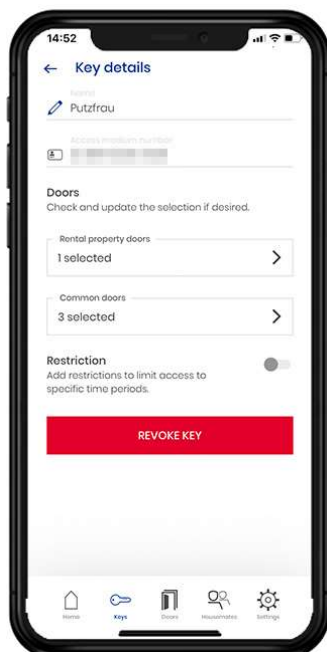 14:52
Key details
Name
Putzfrau
Access medium number
Doors
Check and update the selection if desired.
Rental property doors
1 selected
Common doors
3 selected
Restriction
Add restrictions to limit access to
specific time periods.
REVOKE KEY
Home
Keys
Doors
Housemates
Settings